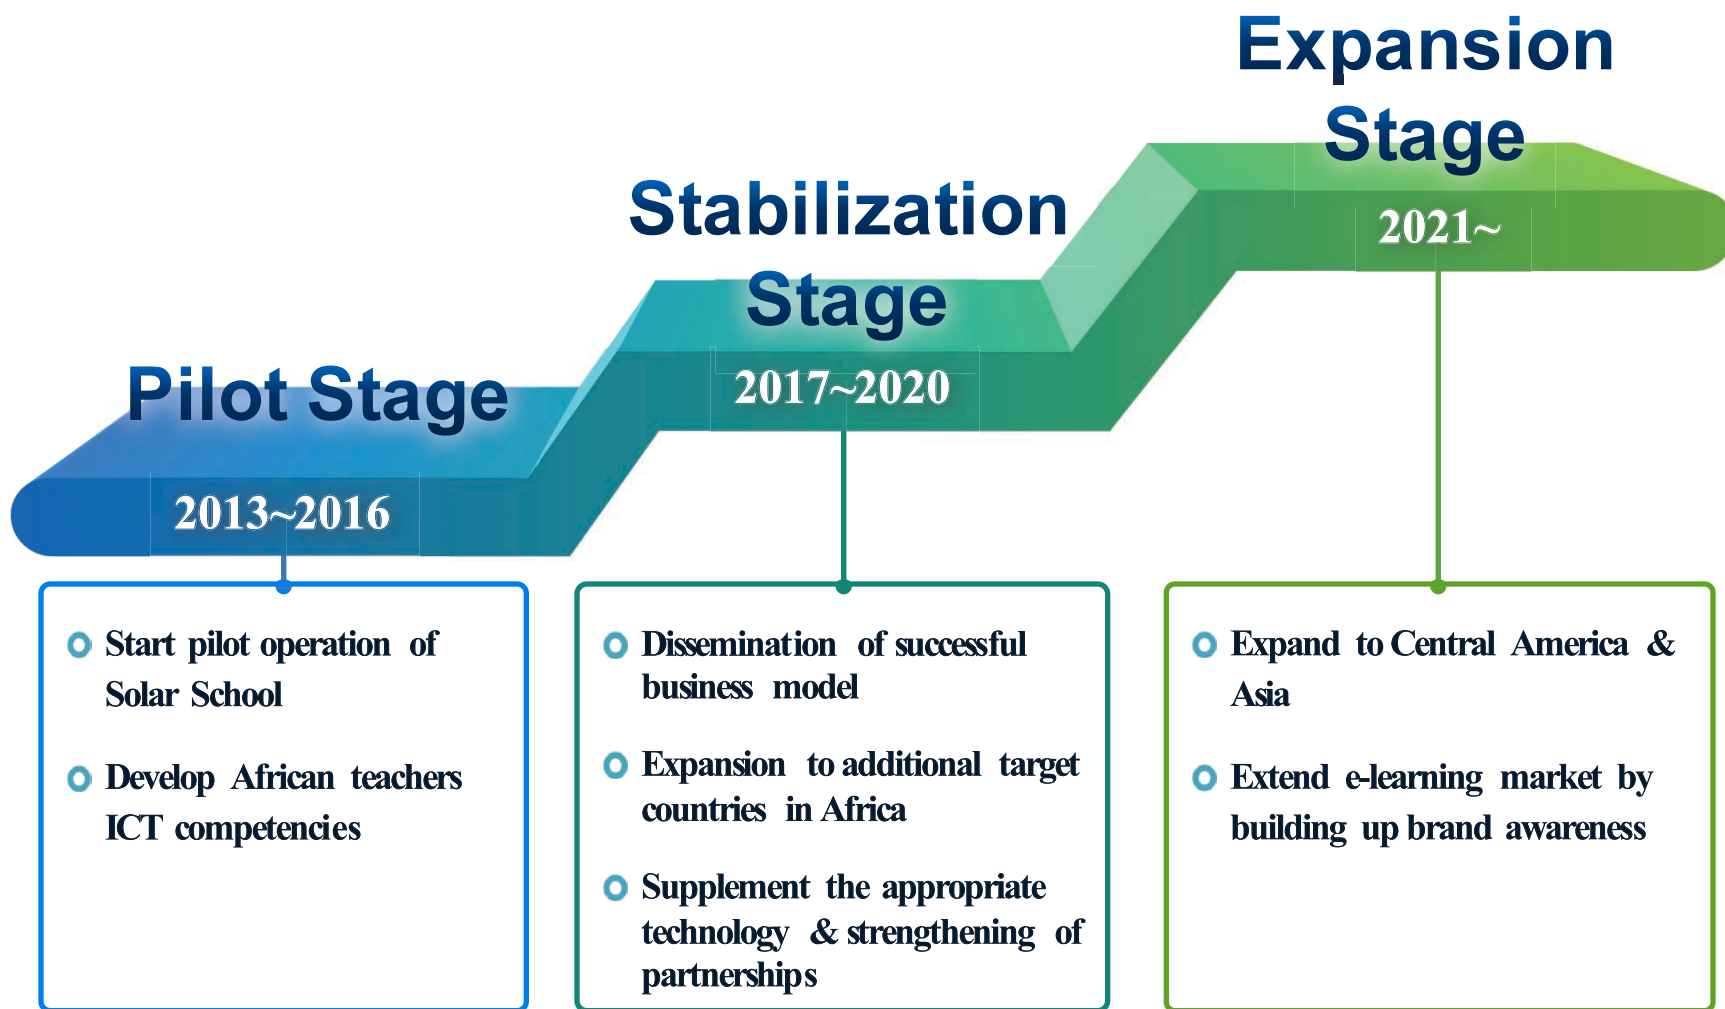 Pilot Stage
2013~2016
Start pilot operation of
Solar School
Develop African teachers
ICT competencies
Stabilization
Stage
2017~2020
Dissemination of successful
business model
Expansion to additional target
countries in Africa
Supplement the appropriate
technology & strengthening of
partnerships
Expansion
Stage
2021~
Expand to Central America &
Asia
Extend e-learning market by
building up brand awareness